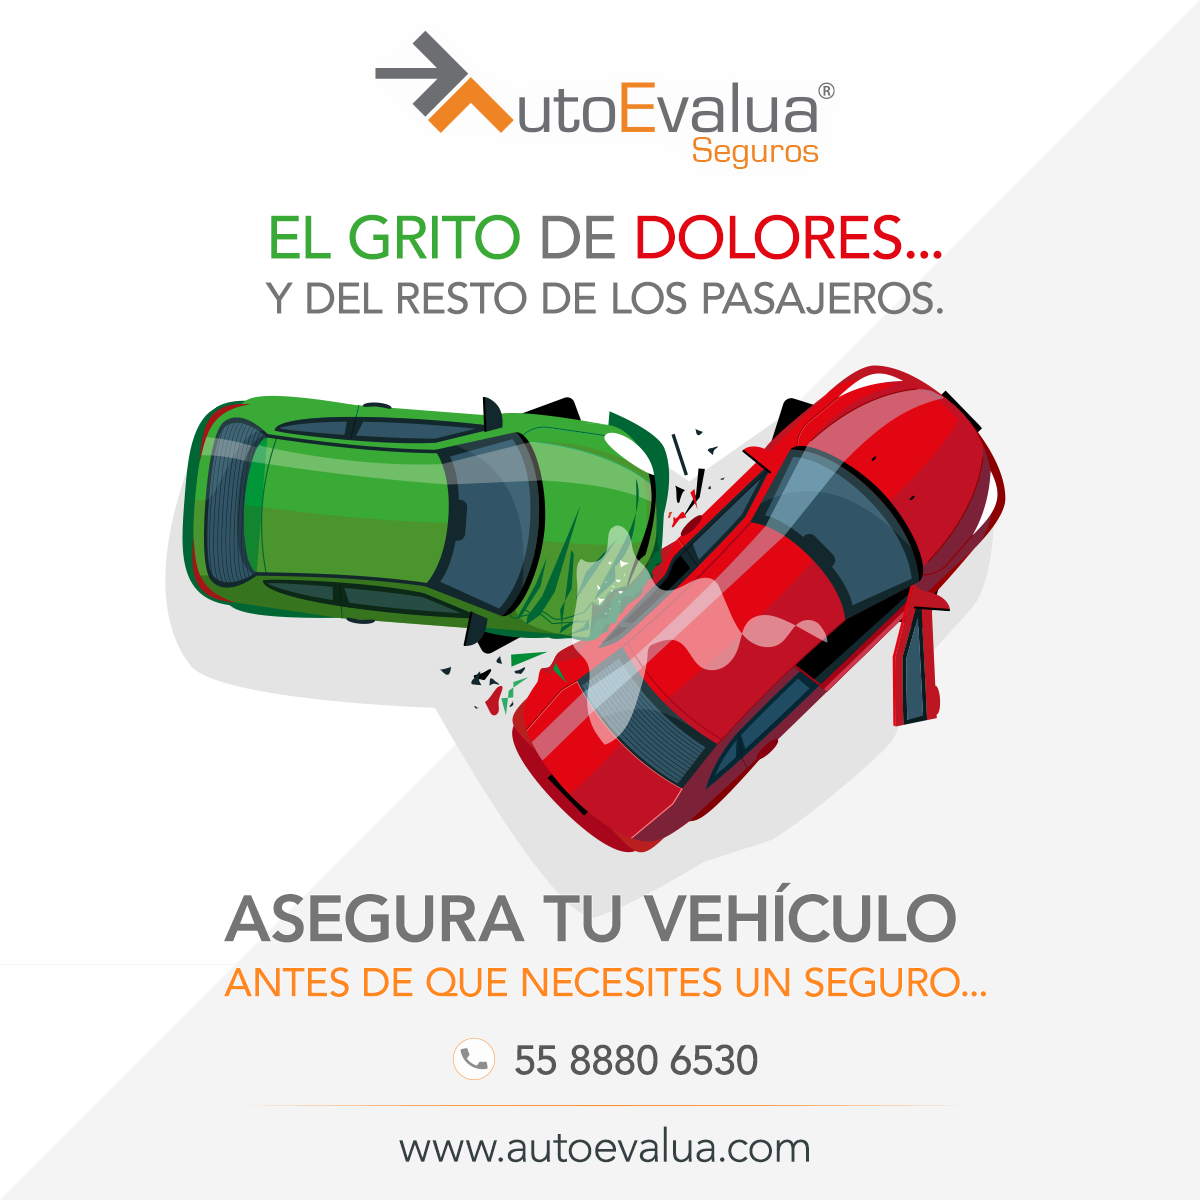 AutoEvalua®
Seguros
EL GRITO DE DOLORES...
Y DEL RESTO DE LOS PASAJEROS.
ASEGURA TU VEHÍCULO
ANTES DE QUE NECESITES UN SEGURO...
55 8880 6530
www.autoevalua.com